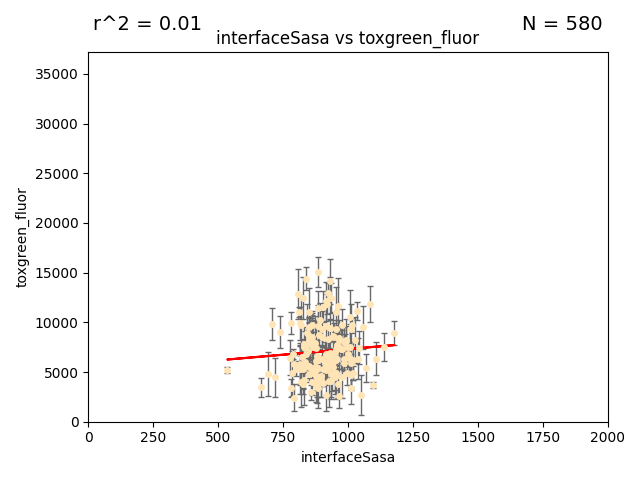 r^2 = 0.01
N = 580
interfaceSasa vs toxgreen_fluor
35000
30000
25000
20000
15000
10000
5000
0
toxgreen_fluor
0 250 500 750 1000 1250 1500 1750 2000
interfaceSasa